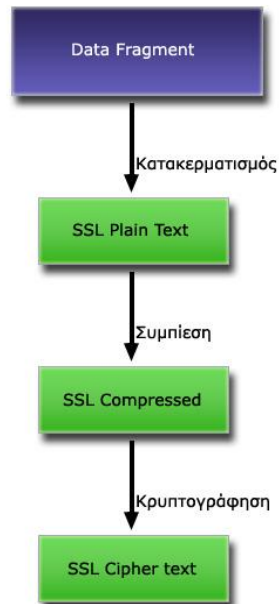 Data Fragment
Κατακερματισμός
SSL Plain Text
Συμπίεση
SSL Compressed
Κρυπτογράφηση
SSL Cipher text